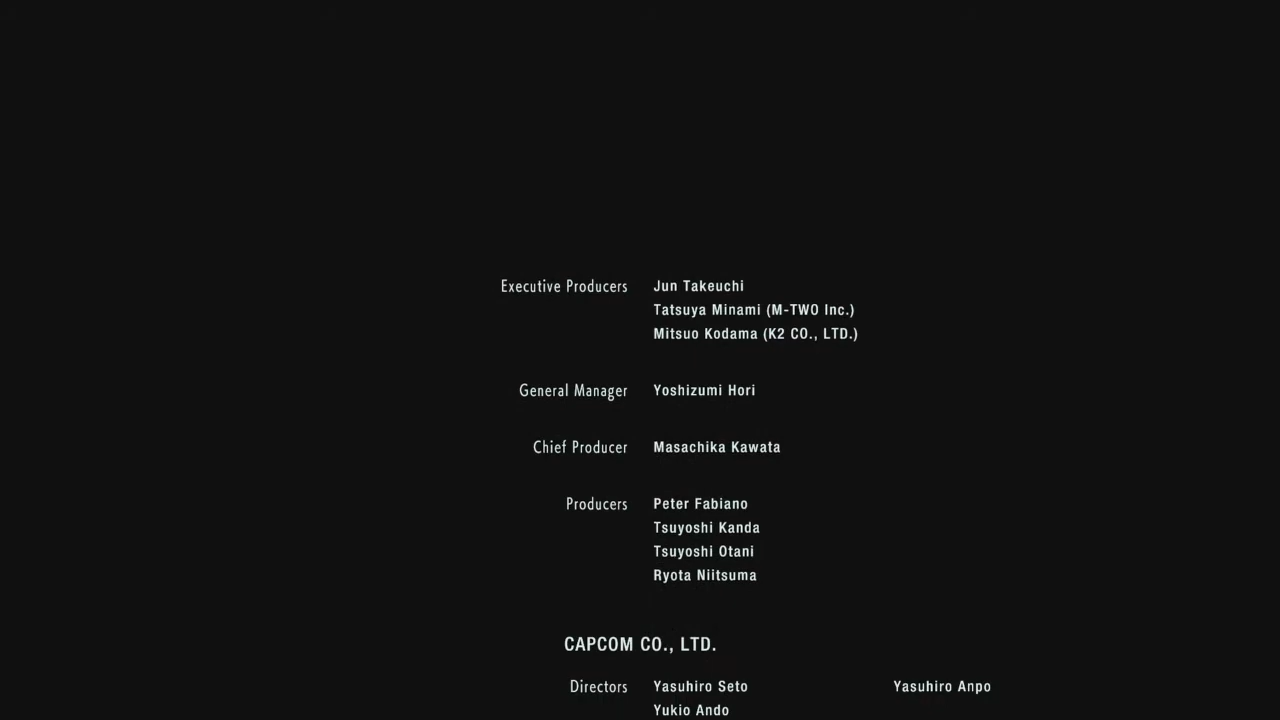 Executive Producers Jun Takeuchi
Tatsuya Minami (M-TWO Inc.)
Mitsuo Kodama (K2 CO., LTD.)
General Manager Yoshizumi Hori
Chief Producer Masachika Kawata
Producers Peter Fabiano
Tsuyoshi Kanda
Tsuyoshi Otani
Ryota Niitsuma
CAPCOM CO., LTD.
Directors Yasuhiro Seto Yasuhiro Anpo
Yukio Ando